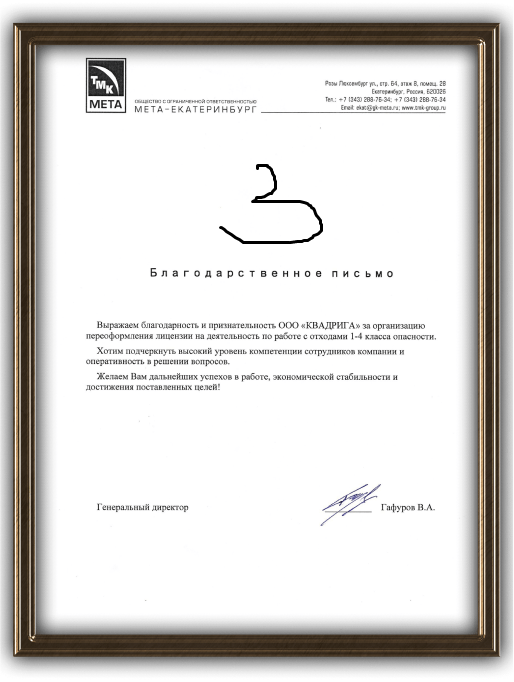 ТМК
МЕТА
ОБЩЕСТВО С ОГРАНИЧЕННОЙ ОТВЕТСТВЕННОСТЬЮ
МЕТА-ЕКАТЕРИНБУРГ
Розы Люксембург ул., стр. 64, этаж 8, помещ. 28
Екатеринбург, Россия, 620026
Тел.: +7 (343) 288-76-34; +7 (343) 288-76-34
Email: ekat@gk-meta.ru; www.tmk-group.ru
3
Благодарственное письмо
Выражаем благодарность и признательность ООО «КВАДРИГА» за организацию
переоформления лицензии на деятельность по работе с отходами 1-4 класса опасности.
Хотим подчеркнуть высокий уровень компетенции сотрудников компании и
оперативность в решении вопросов.
Желаем Вам дальнейших успехов в работе, экономической стабильности и
достижения поставленных целей!
Генеральный директор
Гафуров В.А.